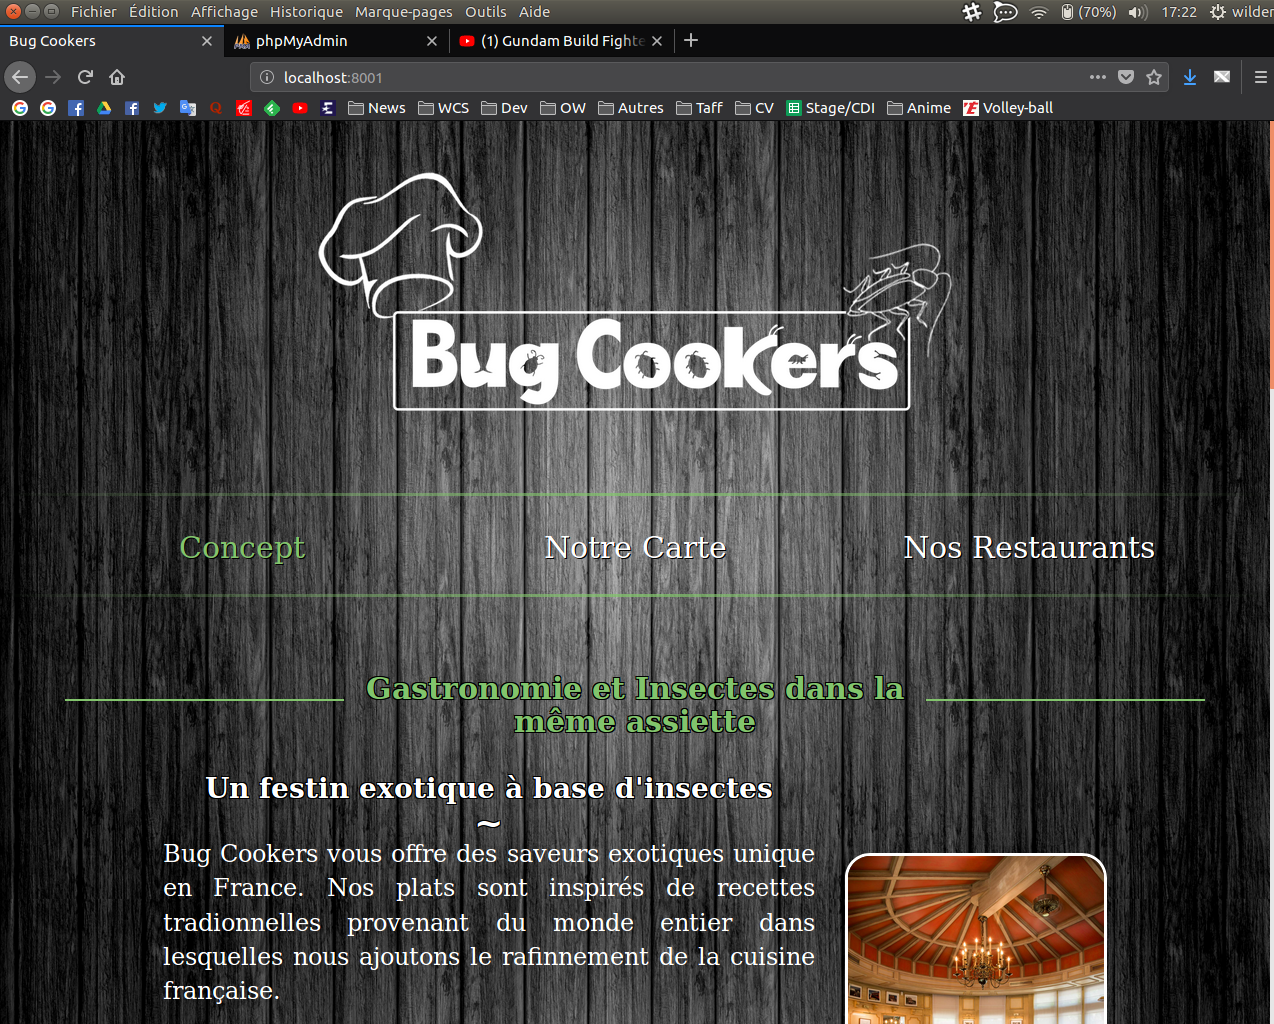 Fichier Édition Affichage Historique Marque-pages Outils Aide
(70%) 17:22 wilder
Bug Cookers phpMyAdmin (1) Gundam Build Fighte
localhost:8001
News WCS Dev OW Autres Taff CV Stage/CDI Anime Volley-ball
Bug Cookers
Concept Notre Carte Nos Restaurants
Gastronomie et Insectes dans la
même assiette
Un festin exotique à base d'insectes
~
Bug Cookers vous offre des saveurs exotiques unique
en France. Nos plats sont inspirés de recettes
tradionnelles provenant du monde entier dans
lesquelles nous ajoutons le rafinnement de la cuisine
française.